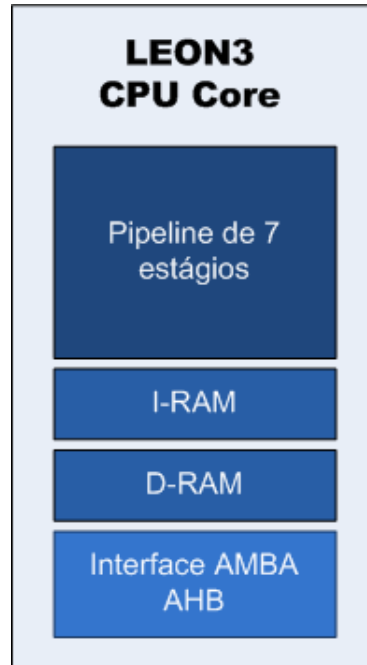 LEON3
CPU Core
Pipeline de 7
estágios
I-RAM
D-RAM
Interface AMBA
AHB